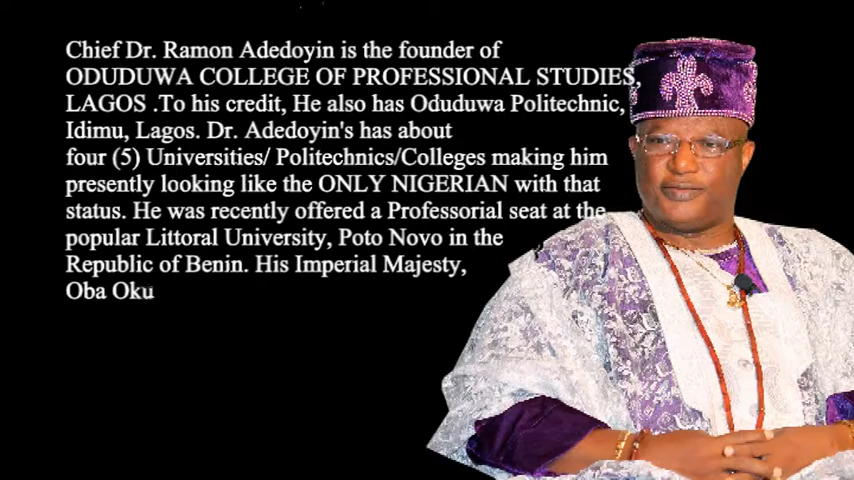 Chief Dr. Ramon Adedoyin is the founder of
ODUDUWA COLLEGE OF PROFESSIONAL STUDIES,
LAGOS .To his credit, He also has Oduduwa Politechnic,
Idimu, Lagos. Dr. Adedoyin's has about
four (5) Universities/ Politechnics/Colleges making him
presently looking like the ONLY NIGERIAN with that
status. He was recently offered a Professorial seat at the
popular Littoral University, Poto Novo in the
Republic of Benin. His Imperial Majesty,
Oba Oku